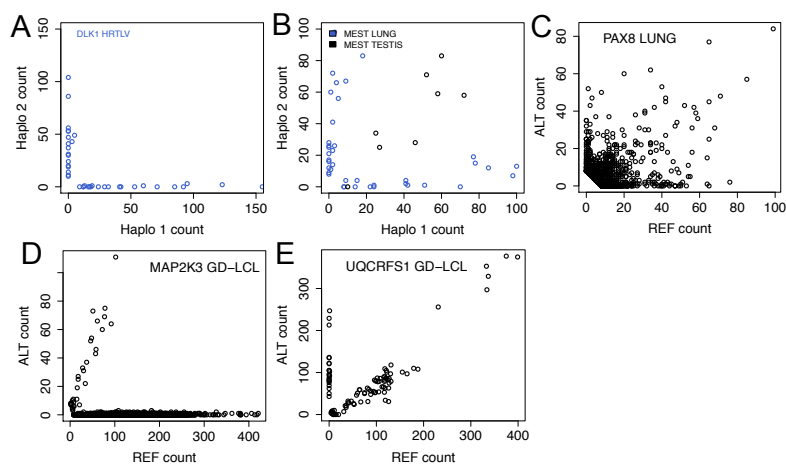 A
DLK1 HRTLV
Haplo 2 count
0 50 100 150
0 50 100 150
Haplo 1 count
B
MEST LUNG
MEST TESTIS
Haplo 2 count
0 20 40 60 80 100
0 20 40 60 80 100
Haplo 1 count
C
PAX8 LUNG
ALT count
0 20 40 60 80
0 20 40 60 80 100
REF count
D
MAP2K3 GD−LCL
ALT count
0 20 40 60 80
0 100 200 300 400
REF count
E
UQCRFS1 GD−LCL
ALT count
0 100 200 300
0 100 200 300 400
REF count